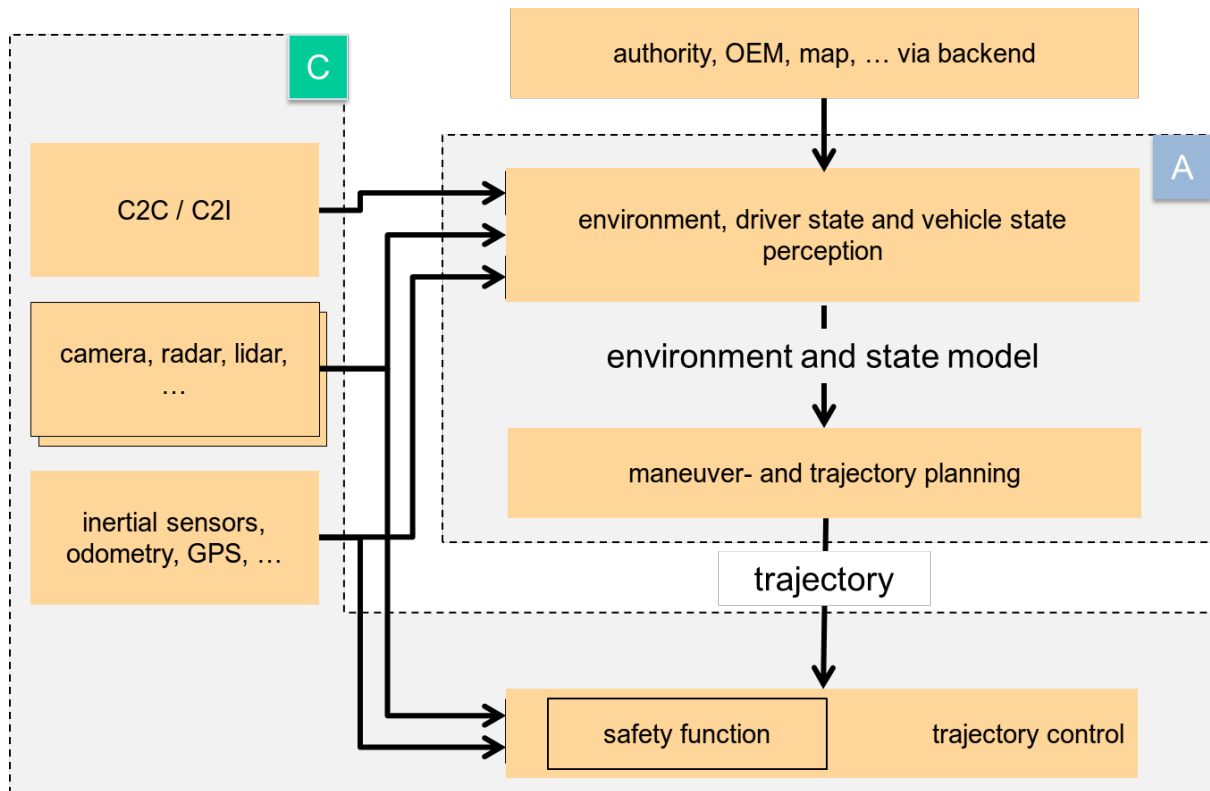 C
authority, OEM, map, … via backend
A
C2C / C2I
environment, driver state and vehicle state
perception
camera, radar, lidar,
…
environment and state model
maneuver- and trajectory planning
inertial sensors,
odometry, GPS, …
trajectory
safety function
trajectory control